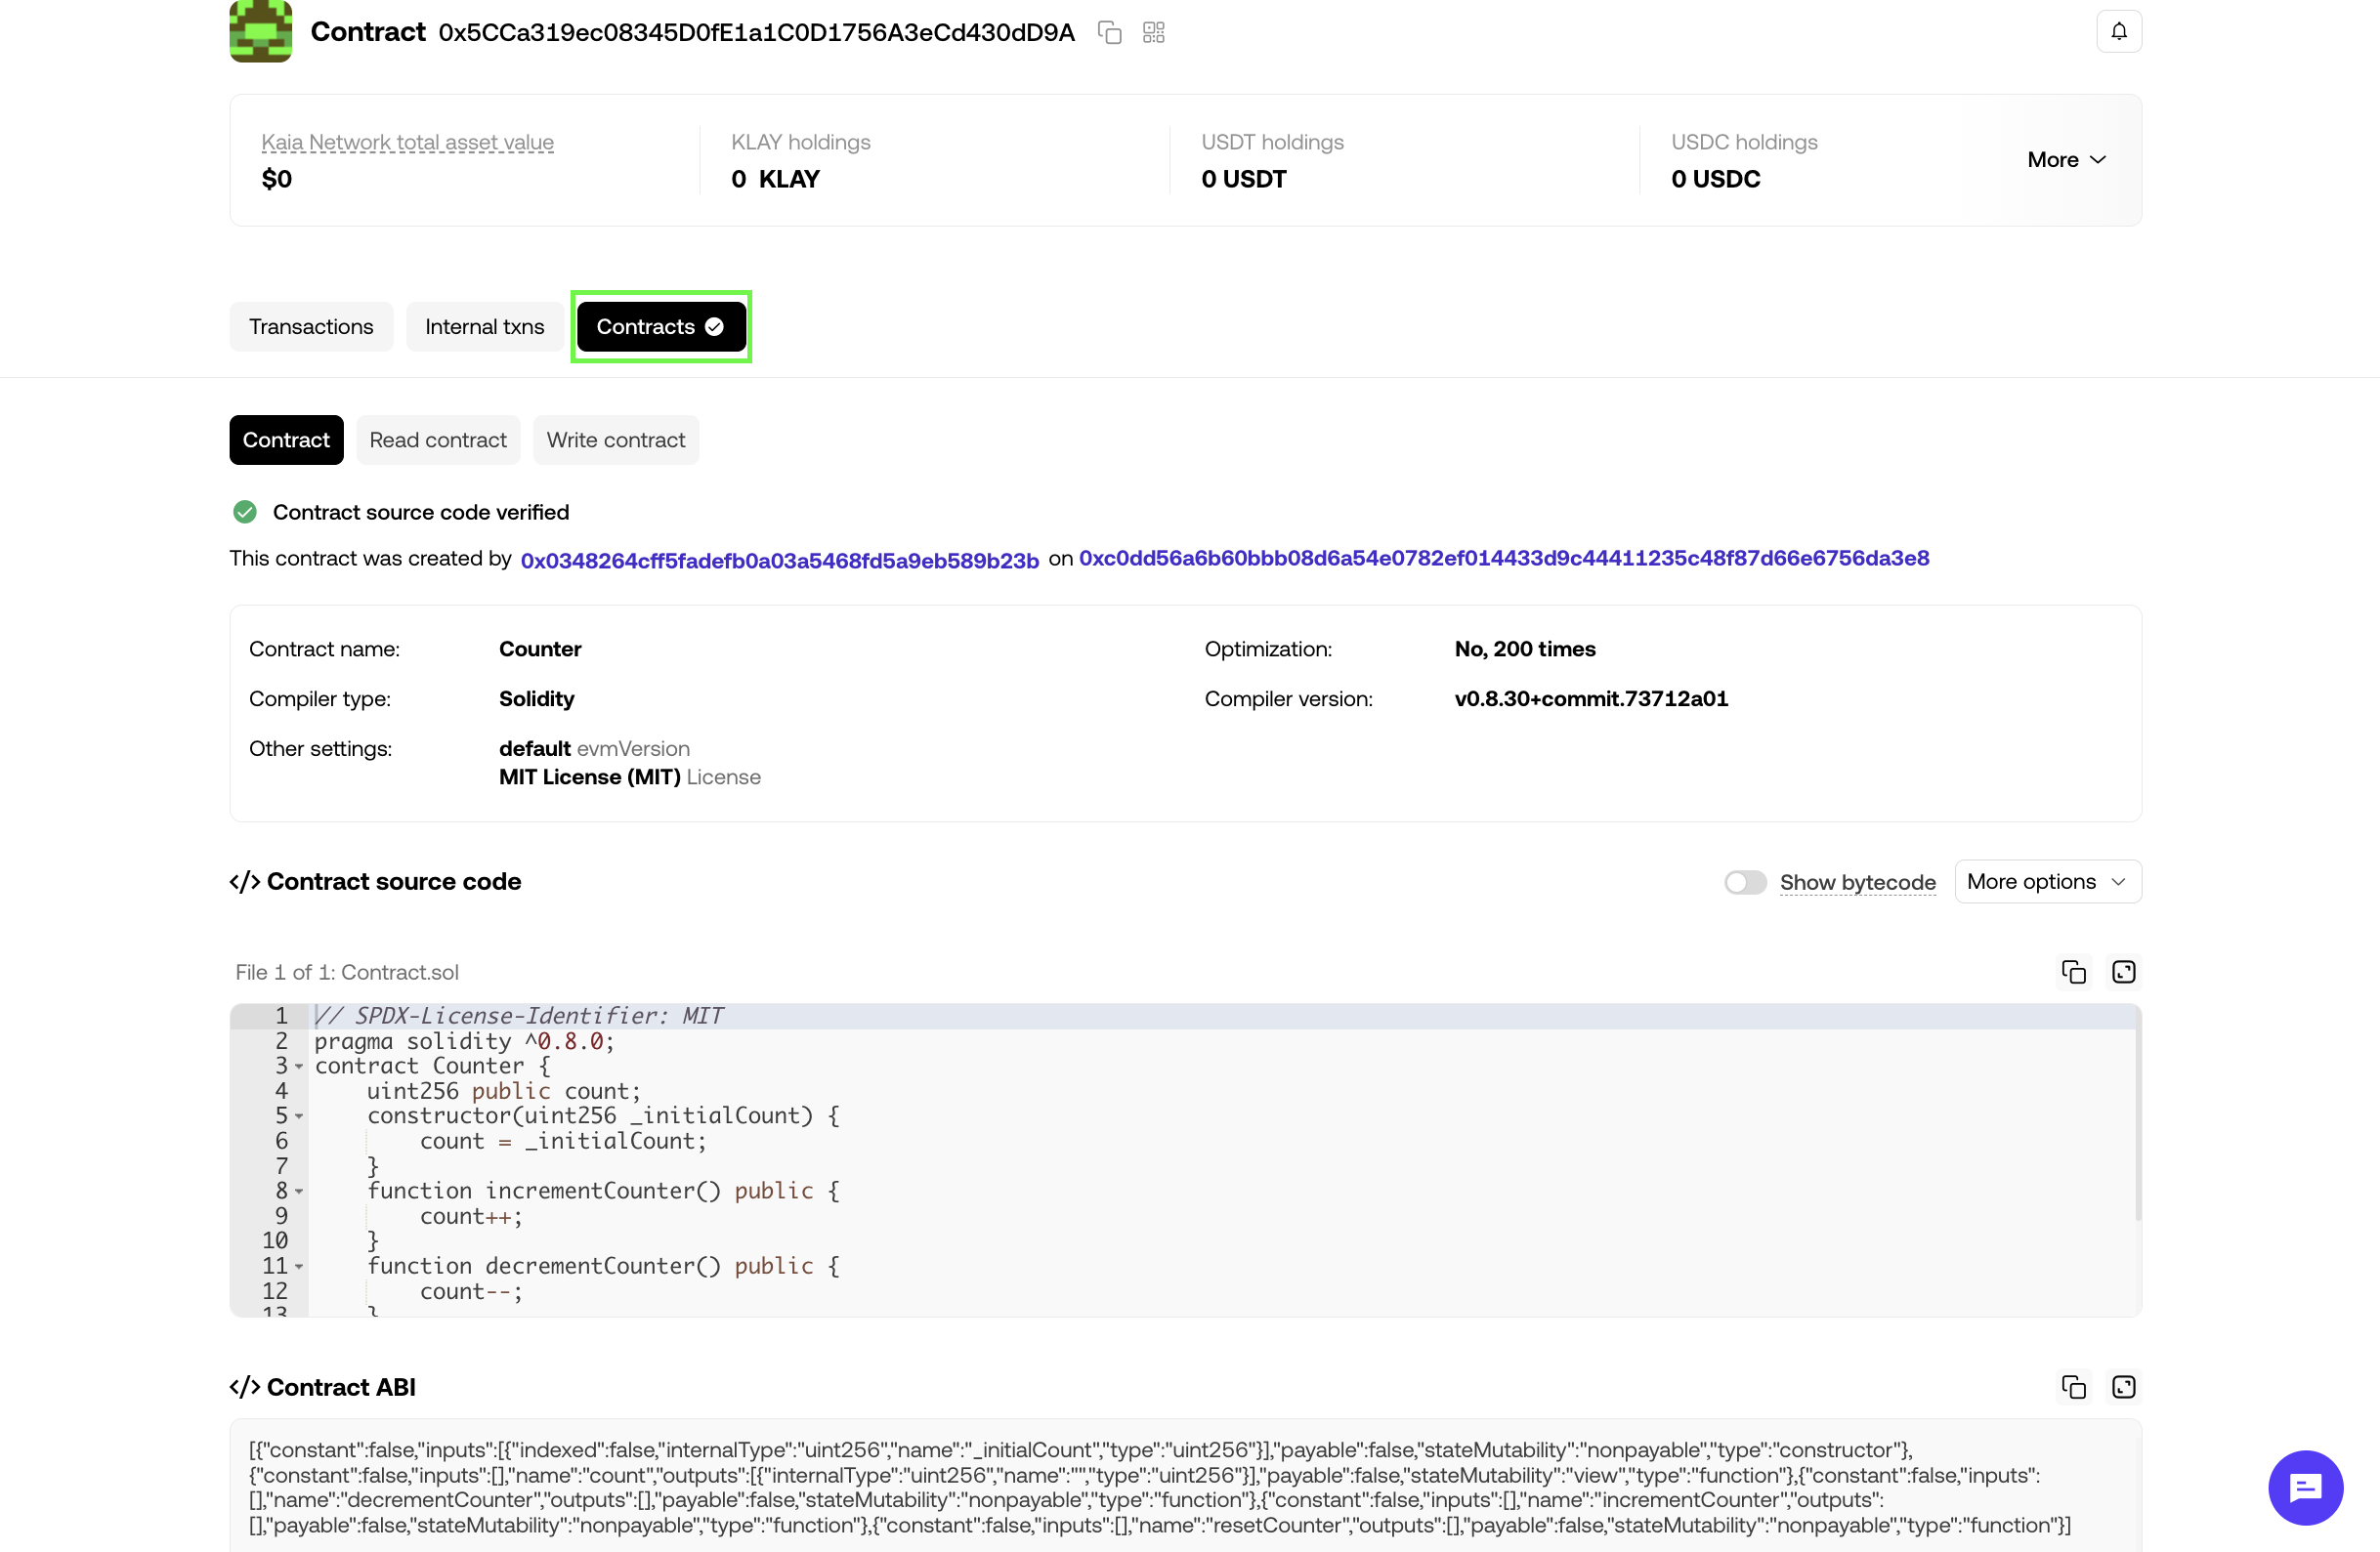 Contract 0x5CCa319ec08345D0fE1a1C0D1756A3eCd430dD9A
Kaia Network total asset value
$0
KLAY holdings
0 KLAY
USDT holdings
0 USDT
USDC holdings
0 USDC
More
Transactions
Internal txns
Contracts
Contract
Read contract
Write contract
Contract source code verified
This contract was created by 0x0348264cff5fadefb0a03a5468fd5a9eb589b23b on 0xc0dd56a6b60bbb08d6a54e0782ef014433d9c44411235c48f87d66e6756da3e8
Contract name: Counter
Optimization: No, 200 times
Compiler type: Solidity
Compiler version: v0.8.30+commit.73712a01
Other settings: default evmVersion
MIT License (MIT) License
</> Contract source code
Show bytecode
More options
File 1 of 1: Contract.sol
1 // SPDX-License-Identifier: MIT
2 pragma solidity ^0.8.0;
3 contract Counter {
4 uint256 public count;
5 constructor(uint256 _initialCount) {
6 count = _initialCount;
7 }
8 function incrementCounter() public {
9 count++;
10 }
11 function decrementCounter() public {
12 count--;
13 }
</> Contract ABI
[{"constant":false,"inputs":[{"indexed":false,"internalType":"uint256","name":"_initialCount","type":"uint256"}],"payable":false,"stateMutability":"nonpayable","type":"constructor"},
{"constant":false,"inputs":[],"name":"count","outputs":[{"internalType":"uint256","name":"","type":"uint256"}],"payable":false,"stateMutability":"view","type":"function"},{"constant":false,"inputs":
[],"name":"decrementCounter","outputs":[],"payable":false,"stateMutability":"nonpayable","type":"function"},{"constant":false,"inputs":[],"name":"incrementCounter","outputs":
[],"payable":false,"stateMutability":"nonpayable","type":"function"},{"constant":false,"inputs":[],"name":"resetCounter","outputs":[],"payable":false,"stateMutability":"nonpayable","type":"function"}]